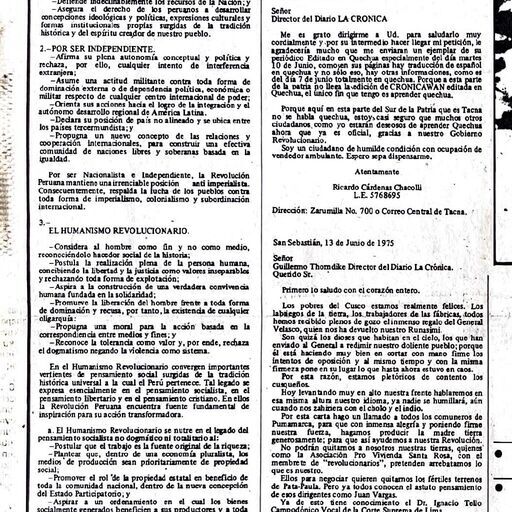 —Defiende indeclinablemente los recursos de la Nación; y
—Asegura el derecho de los peruanos a desarrollar
concepciones ideológicas y políticas, expresiones culturales y
formas institucionales propias surgidas de la tradición
histórica y del espíritu creador de nuestro pueblo.
2.—POR SER INDEPENDIENTE.
—Afirma su plena autonomía conceptual y política y
rechaza, por ello, cualquier intento de interferencia
extranjera;
—Asume una actitud militante contra toda forma de
dominación externa o de dependencia política, económica o
militar respecto de cualquier centro internacional de poder;
—Orienta sus acciones hacia el logro de la integración y el
autónomo desarrollo regional de América Latina.
—Declara su posición de país no alineado y se ubica entre
los países tercermundista; y
—Propugna un nuevo concepto de las relaciones y
cooperación Internacionales, para construir una efectiva
comunidad de naciones libres y soberanas basada en la
igualdad.
Por ser Nacionalista e Independiente, la Revolución
Peruana mantiene una irrenciable posición anti imperialista.
Consecuentemente, respalda la lucha de los pueblos contra
toda forma de imperialismo, colonialismo y subordinación
internacional.
3.—
EL HUMANISMO REVOLUCIONARIO.
—Considera al hombre como fin y no como medio,
reconociéndolo hacedor social de la historia;
—Postula la realización plena de la persona humana,
concibiendo la libertad y la justicia como valores inseparables
y rechazando toda forma de explotación;
—Aspira a la construcción de una verdadera convivencia
humana fundada en la solidaridad;
—Promueve la liberación del hombre frente a toda forma
de dominación y recusa, por tanto, la existencia de cualquier
oligarquía;
—Propugna una moral para la acción basada en la
correspondencia entre medios y fines; y
—Reconoce la tolerancia como valor y, por ende, rechaza
el dogmatismo negando la violencia como sistema.
En el Humanismo Revolucionario convergen importantes
vertientes de pensamiento social surgidas de la tradición
histórica universal a la cual el Perú pertenece. Tal legado se
expresa esencialmente en el pensamiento socialista, en el
pensamiento libertario y en el pensamiento cristiano. En ellos
la Revolución Peruana encuentra fuente fundamental de
inspiración para su acción transformadora.
a. El Humanismo Revolucionario se nutre en el legado del
pensamiento socialista no dogmático ni totalitario al:
—Postular que el trabajo es la fuente original de la riqueza;
—Plantear que, dentro de una economía pluralista, los
medios de producción sean prioritariamente de propiedad
social;
—Promover el rol de la propiedad estatal en beneficio de
toda la comunidad nacional, dentro de la nueva concepción
del Estado Participatorio; y
—Aspirar a un ordenamiento en el cual los bienes
socialmente generados beneficien a sus productores y a toda
Señor
Director del Diario LA CRONICA
Me es grato dirigirme a Ud. para saludarlo muy
cordialmente y por su intermedio hacer llegar mi petición, le
agradecería mucho que me enviaran un ejemplar de su
periódico Editado en Quechua especialmente del día martes
10 de Junio, como en sus páginas hay traducción de español
en quechua y no sólo eso, hay otras informaciones, como es
del día 7 de junio totalmente en quechua. Porque a esta parte
de la patria no llega la edición de CRONICAWAN editada en
Quechua, el único fin que tengo es aprender quechua.
Porque aquí en esta parte del Sur de la Patria que es Tacna
no se habla quechua, estoy casi seguro que muchos otros
ciudadanos, como yo estarán deseosos de aprender Quechua
ahora que ya es oficial, gracias a nuestro Gobierno
Revolucionario.
Soy un ciudadano de humilde condición con ocupación de
vendedor ambulante. Espero sepa dispensarme.
Atentamente
Ricardo Cárdenas Chacolli
L.E. 5768695
Dirección: Zarumilla No. 700 o Correo Central de Tacna.
San Sebastián, 13 de Junio de 1975
Señor
Guillermo Thorndike Director del Diario La Crónica.
Querido Sr.
Primero lo saludo con el corazón entero.
Los pobres del Cusco estamos realmente felices. Los
labriegos de la tierra, los trabajadores de las fábricas, todos
hemos recibido plenos de gozo el inmenso regalo del General
Velasco, quien nos ha devuelto nuestro Runasimi.
Son quizá los dioses que habitan en el cielo, los que han
enviado al General a redimir nuestro doliente pueblo; porque
él está haciendo muy bien en cortar con mano firme los
intentos de oposición y al mismo tiempo y con la misma
firmeza pone en su lugar lo que hasta ahora estuvo en caos.
Por esta razón, estamos pletóricos de contento los
cusqueños.
Hoy levantando muy en alto nuestra frente hablaremos en
esa misma altura nuestro idioma, ya nadie se humillará, aún
cuando nos zahirera con el cholo y el indio.
Por esta carta hago un llamado a todos los comuneros de
Pumamarca, para que con inmensa alegría y poniendo firme
nuestra fuerza, hagamos producir la madre tierra
generosamente; para que así ayudemos a nuestra Revolución.
No podrán quitarnos a nosotros nuestras tierras, quienes
como la Asociación Pro Vivienda Santa Rosa, con el
membrete de "revolucionarios", pretenden arrebatarnos lo
que es nuestro.
Ellos para negociar quieren quitarnos los fértiles terrenos
de Pata-Paula. Pero ya todos conocen el astuto pensamiento
de esos dirigentes como Juan Vargas.
Ya de esto tiene conocimiento el Dr. Ignacio Tello
Campodónico Vocal de la Corte Suprema de Lima.